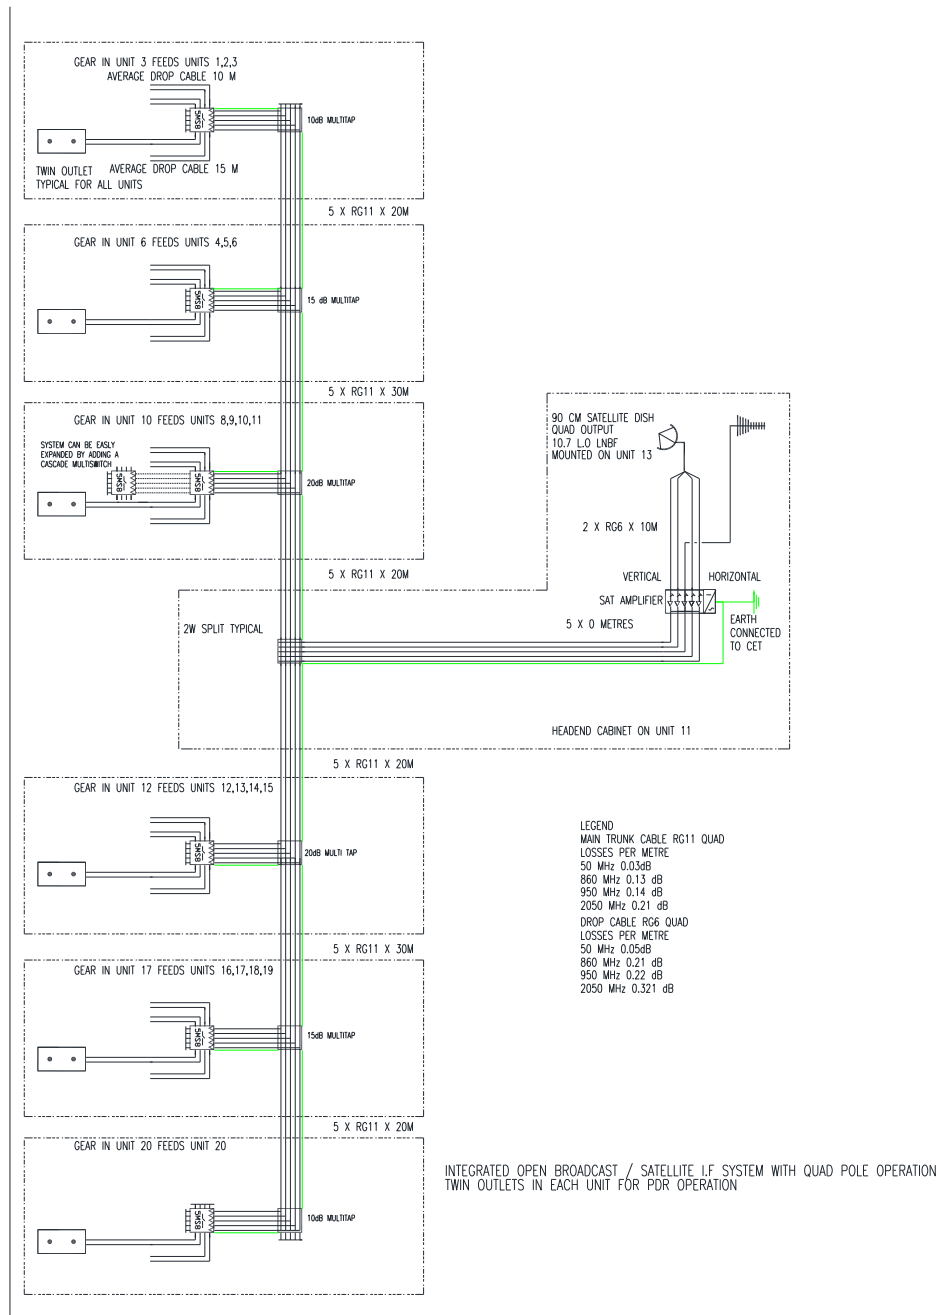 GEAR IN UNIT 3 FEEDS UNITS 1,2,3
AVERAGE DROP CABLE 10 M
5MS8
10dB MULTITAP
TWIN OUTLET
TYPICAL FOR ALL UNITS
AVERAGE DROP CABLE 15 M
5 X RG11 X 20M
GEAR IN UNIT 6 FEEDS UNITS 4,5,6
5MS8
15 dB MULTITAP
5 X RG11 X 30M
GEAR IN UNIT 10 FEEDS UNITS 8,9,10,11
SYSTEM CAN BE EASLY
EXPANDED BY ADDING A
CASCADE MULTISWITCH
5MS8
5MS8
20dB MULTITAP
5 X RG11 X 20M
90 CM SATELLITE DISH
QUAD OUTPUT
10.7 L.O LNBF
MOUNTED ON UNIT 13
2 X RG6 X 10M
VERTICAL
HORIZONTAL
SAT AMPLIFIER
5 X 0 METRES
EARTH
CONNECTED
TO CET
2W SPLIT TYPICAL
HEADEND CABINET ON UNIT 11
5 X RG11 X 20M
GEAR IN UNIT 12 FEEDS UNITS 12,13,14,15
5MS8
20dB MULTI TAP
5 X RG11 X 30M
GEAR IN UNIT 17 FEEDS UNITS 16,17,18,19
5MS8
15dB MULTITAP
5 X RG11 X 20M
GEAR IN UNIT 20 FEEDS UNIT 20
5MS8
10dB MULTITAP
LEGEND
MAIN TRUNK CABLE RG11 QUAD
LOSSES PER METRE
50 MHz 0.03dB
860 MHz 0.13 dB
950 MHz 0.14 dB
2050 MHz 0.21 dB
DROP CABLE RG6 QUAD
LOSSES PER METRE
50 MHz 0.05dB
860 MHz 0.21 dB
950 MHz 0.22 dB
2050 MHz 0.321 dB
INTEGRATED OPEN BROADCAST / SATELLITE I.F SYSTEM WITH QUAD POLE OPERATION
TWIN OUTLETS IN EACH UNIT FOR PDR OPERATION